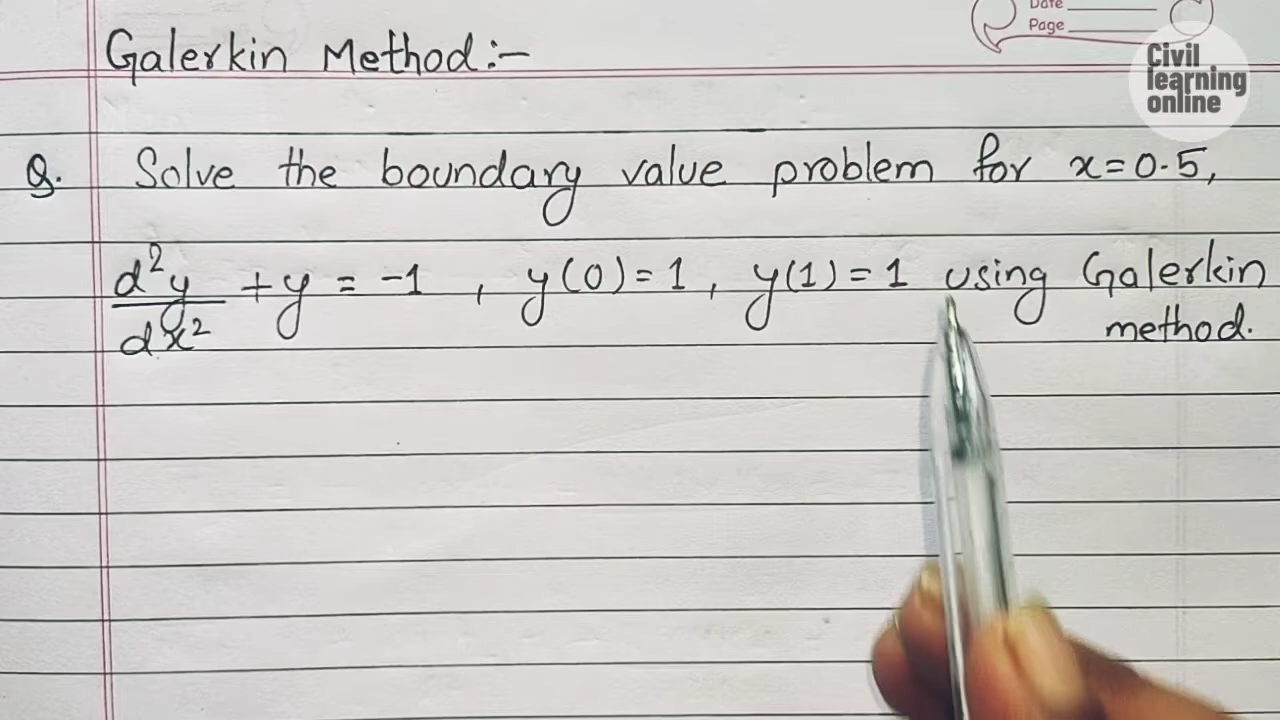 Date
Page
Civil
learning
online
Galerkin Method:-
Q. Solve the boundary value problem for x=0.5,
d²y/dx² + y = -1 , y(0)=1, y(1)=1 using Galerkin
method.